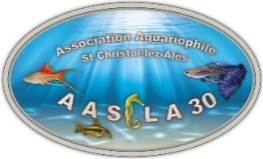 Association Aquariophile
St Christol-lez-Ales
A A S C L A 30